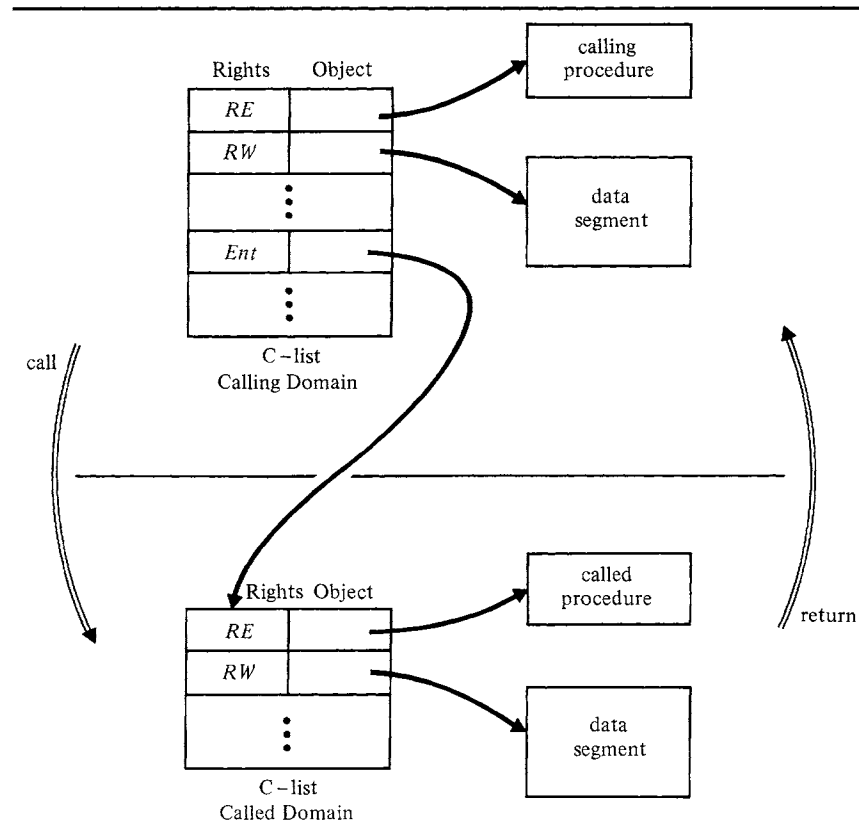 calling
procedure
Rights Object
RE
RW
data
segment
Ent
C-list
Calling Domain
call
called
procedure
Rights Object
RE
return
RW
data
segment
C-list
Called Domain